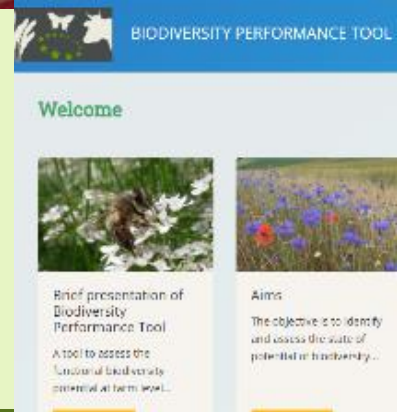 BIODIVERSITY PERFORMANCE TOOL
Welcome
Brief presentation of
Biodiversity
Performance Tool
A tool to assess the
functional biodiversity
potential at farm level...
Aims
The objective is to identify
and assess the state of
potential of biodiversity...